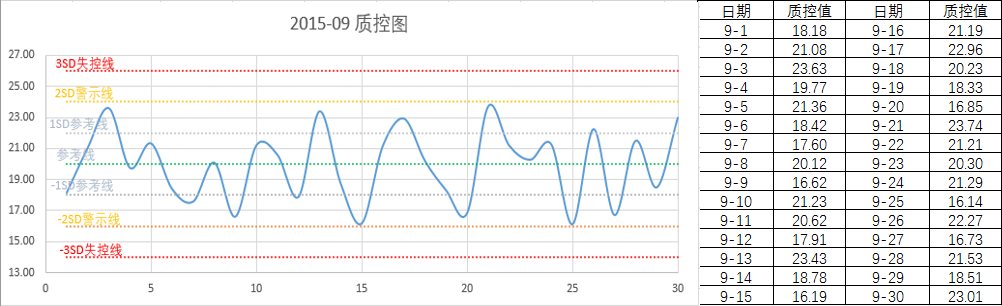 2015-09 质控图
27.00
25.00
23.00
21.00
19.00
17.00
15.00
13.00
3SD失控线
2SD警示线
1SD参考线
参考线
-1SD参考线
-2SD警示线
-3SD失控线
0 5 10 15 20 25 30
日期 质控值 日期 质控值
9-1 18.18 9-16 21.19
9-2 21.08 9-17 22.96
9-3 23.63 9-18 20.23
9-4 19.77 9-19 18.33
9-5 21.36 9-20 16.85
9-6 18.42 9-21 23.74
9-7 17.60 9-22 21.21
9-8 20.12 9-23 20.30
9-9 16.62 9-24 21.29
9-10 21.23 9-25 16.14
9-11 20.62 9-26 22.27
9-12 17.91 9-27 16.73
9-13 23.43 9-28 21.53
9-14 18.78 9-29 18.51
9-15 16.19 9-30 23.01